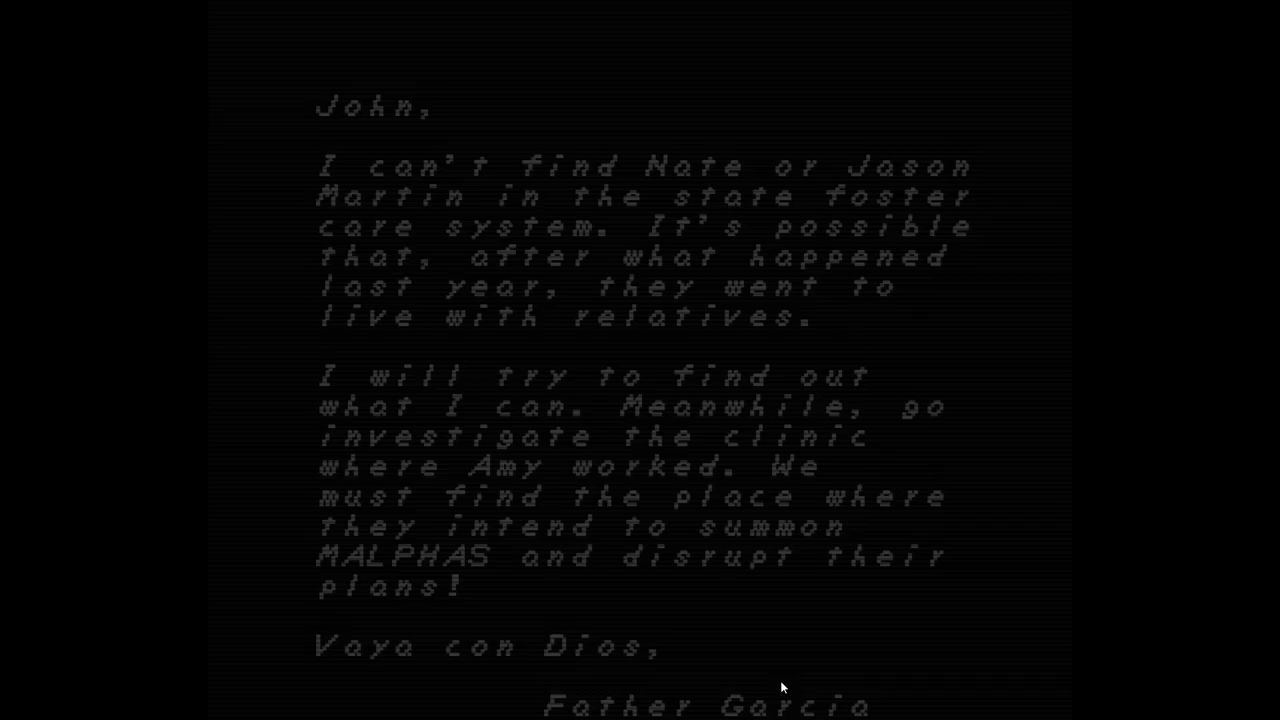 John,
I can't find Nate or Jason
Martin in the state foster
care system. It's possible
that, after what happened
last year, they went to
live with relatives.
I will try to find out
what I can. Meanwhile, go
investigate the clinic
where Amy worked. We
must find the place where
they intend to summon
MALPHAS and disrupt their
plans!
Vaya con Dios,
Father Garcia